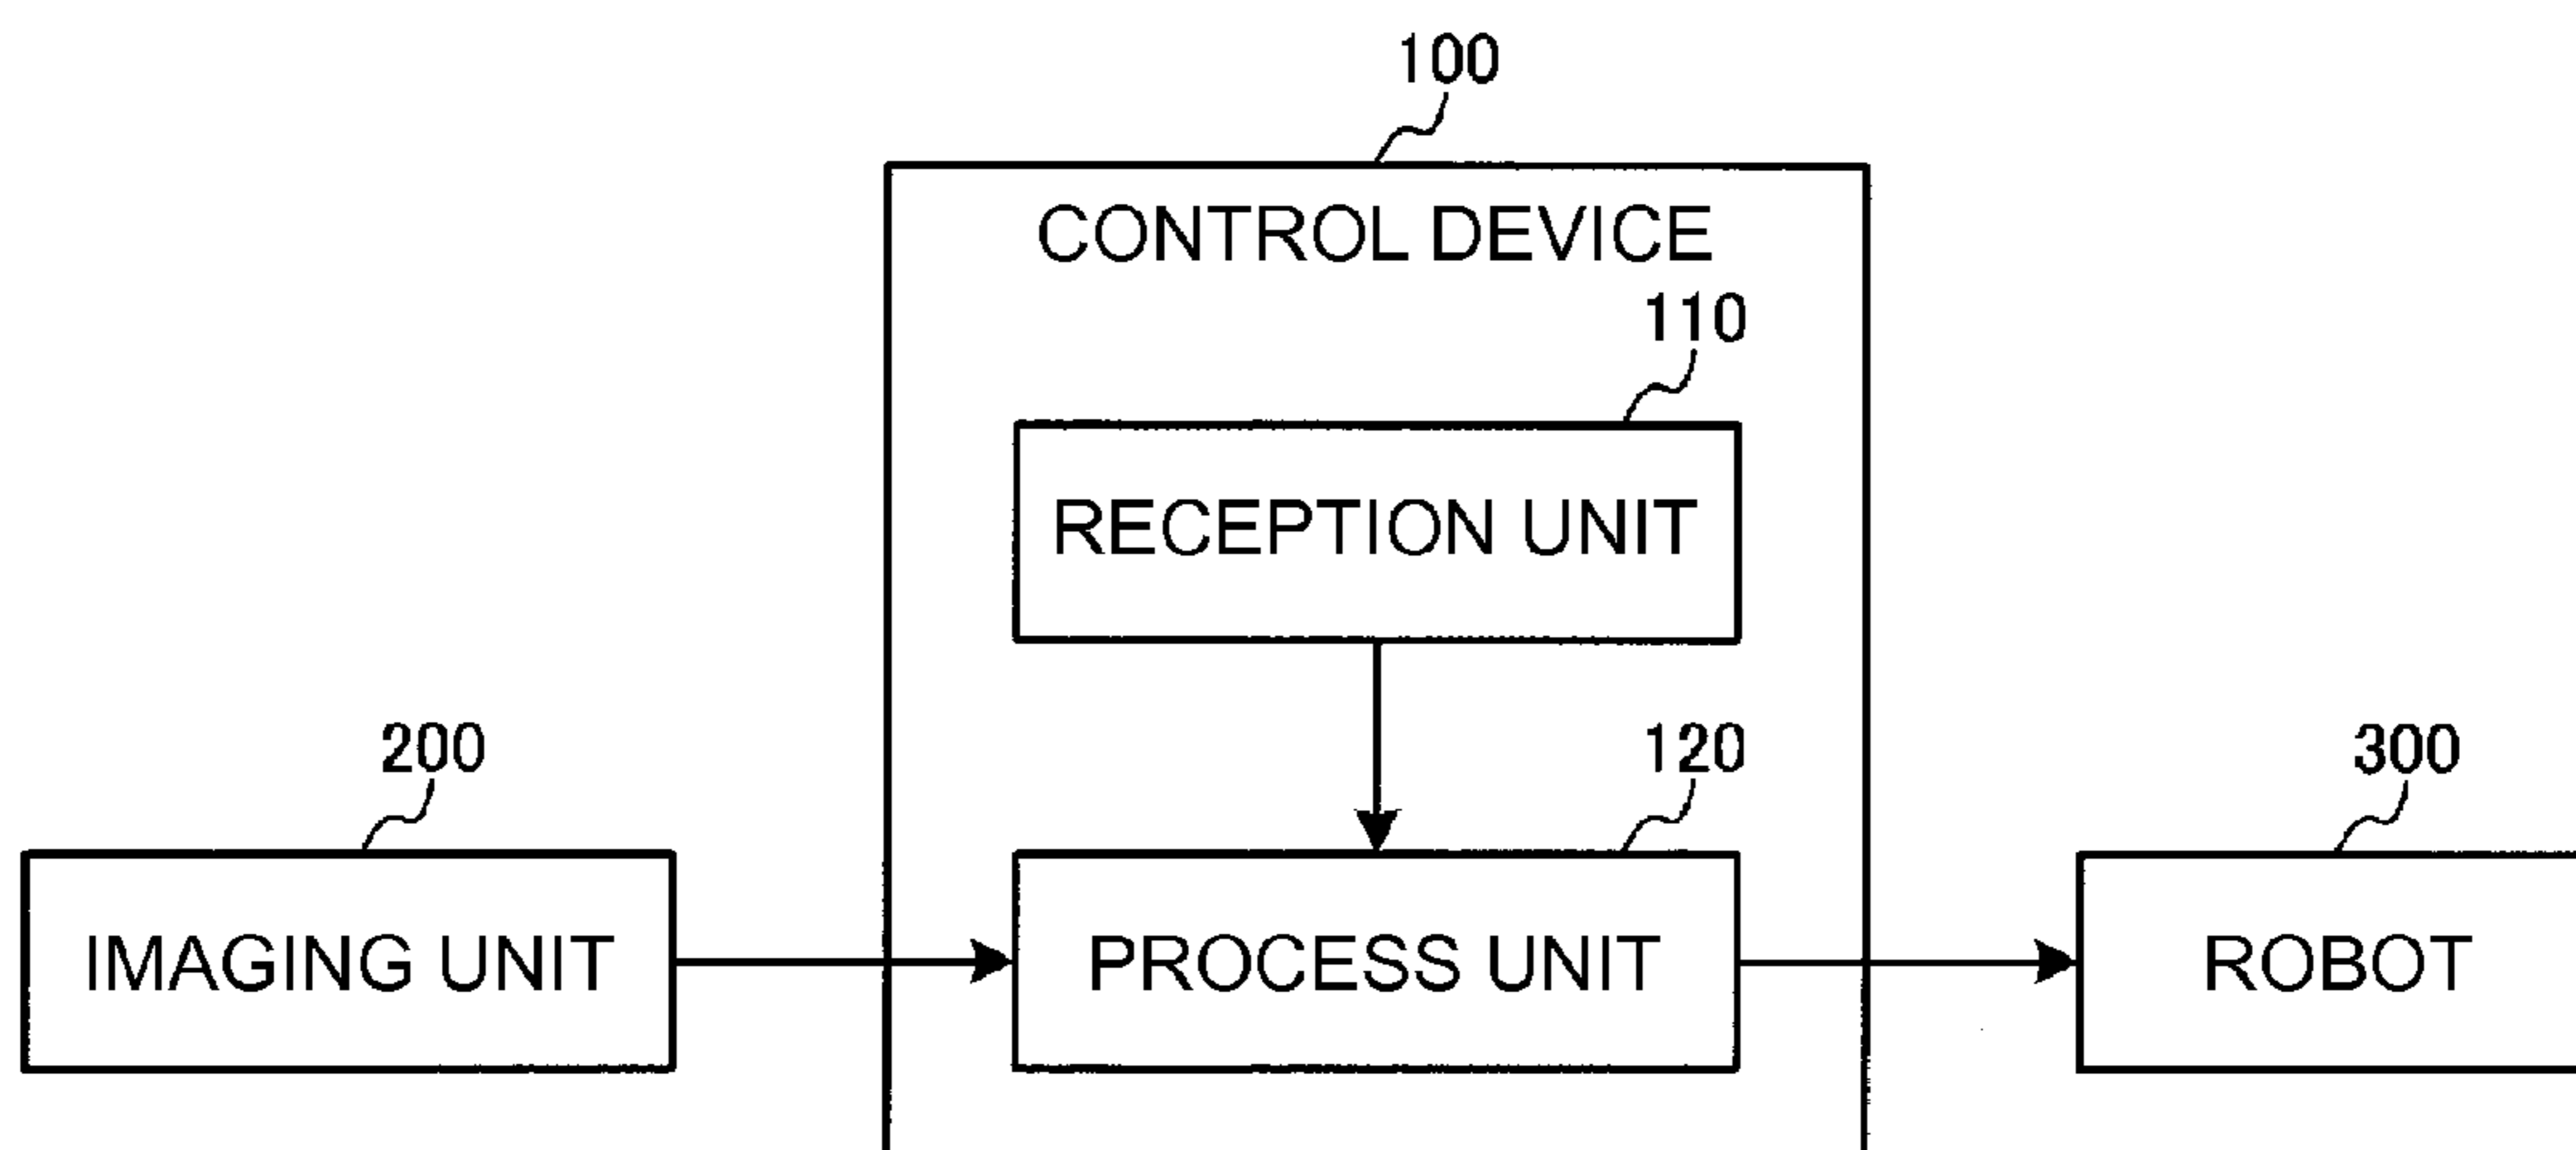 100
CONTROL DEVICE
110
RECEPTION UNIT
200
120
300
IMAGING UNIT
PROCESS UNIT
ROBOT